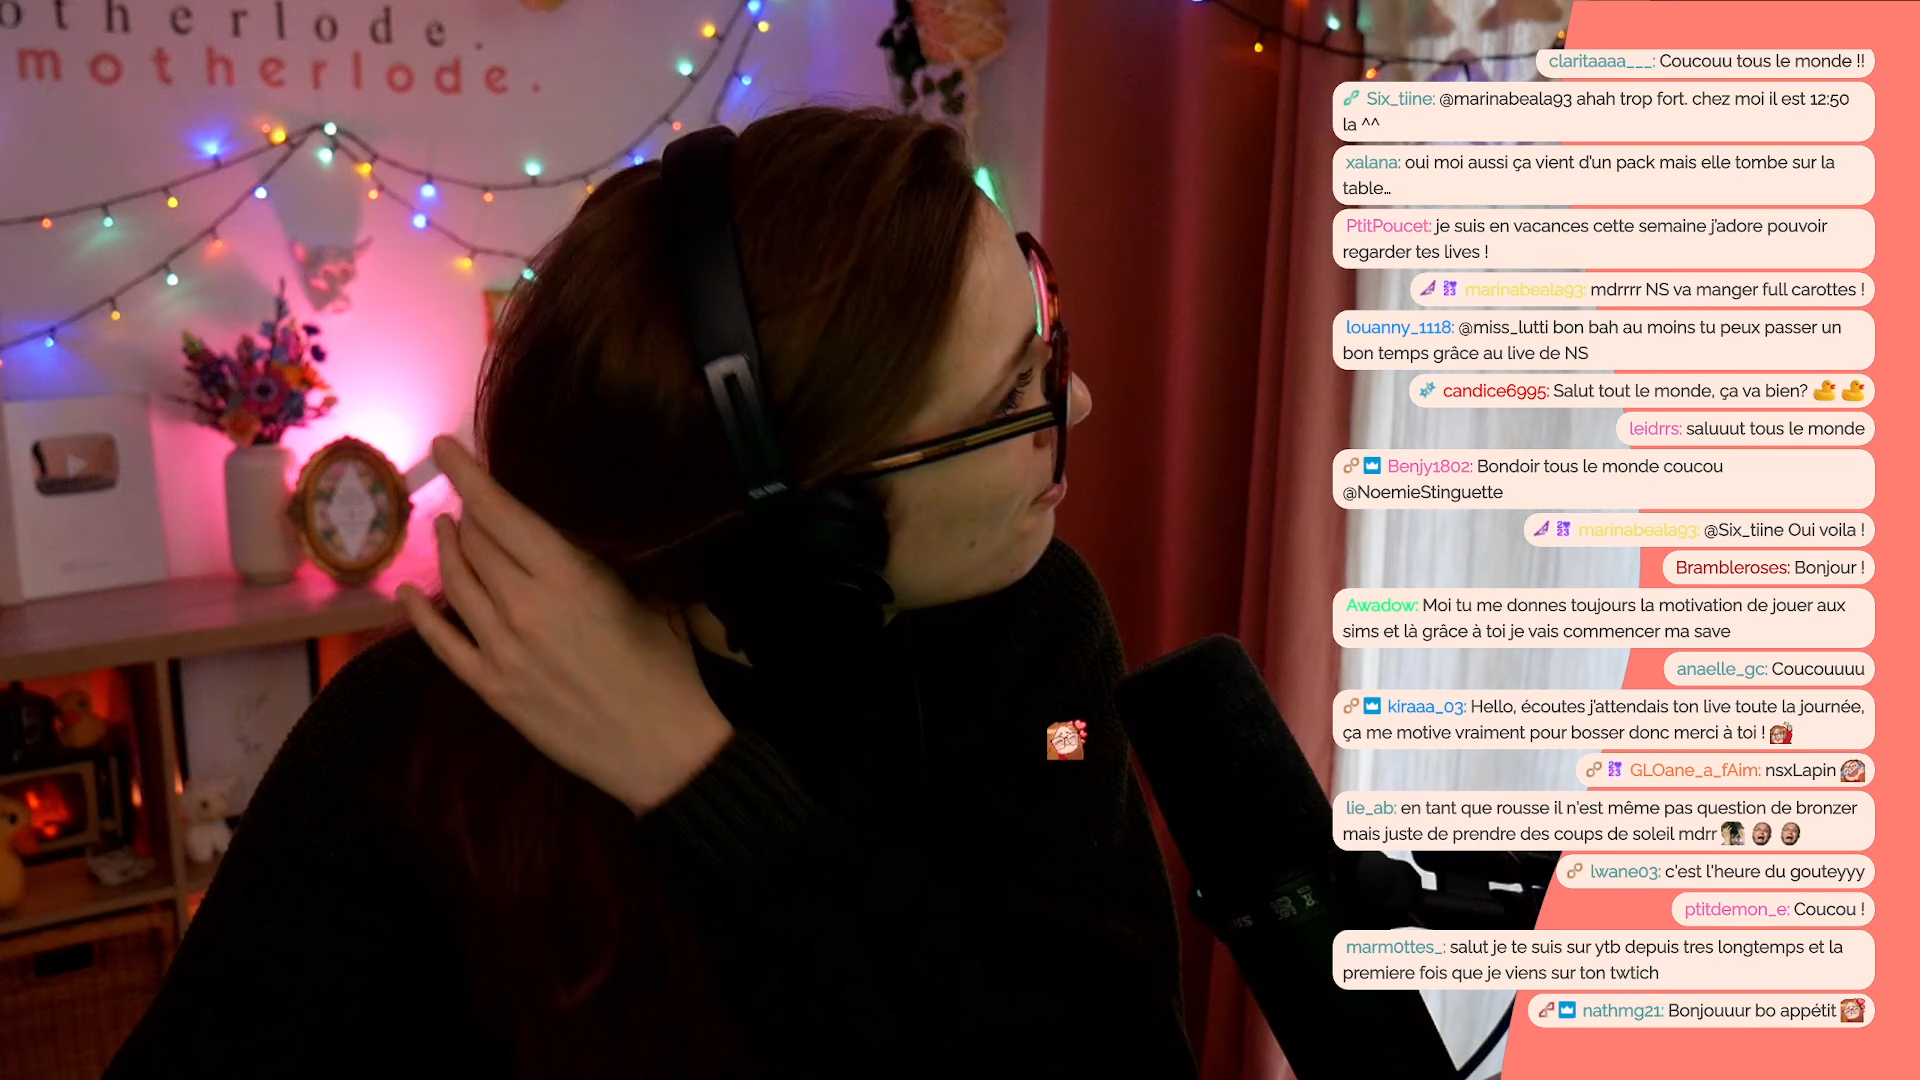 otherlode.
motherlode.
claritaaaa___: Coucouu tous le monde !!
Six_tiine: @marinabeala93 ahah trop fort. chez moi il est 12:50
la ^^
xalana: oui moi aussi ça vient d'un pack mais elle tombe sur la
table...
PtitPoucet: je suis en vacances cette semaine j'adore pouvoir
regarder tes lives !
marinabeala93: mdrrrr NS va manger full carottes !
louanny_1118: @miss_lutti bon bah au moins tu peux passer un
bon temps grâce au live de NS
candice6995: Salut tout le monde, ça va bien?
leidrrs: saluuut tous le monde
Benjy1802: Bondoir tous le monde coucou
@NoemieStinguette
marinabeala93: @Six_tiine Oui voila !
Brambleroses: Bonjour !
Awadow: Moi tu me donnes toujours la motivation de jouer aux
sims et là grâce à toi je vais commencer ma save
anaelle_gc: Coucouuuu
kiraaa_03: Hello, écoutes j'attendais ton live toute la journée,
ça me motive vraiment pour bosser donc merci à toi !
GLOane_a_fAim: nsxLapin
lie_ab: en tant que rousse il n'est même pas question de bronzer
mais juste de prendre des coups de soleil mdrr
lwane03: c'est l'heure du gouteyyy
ptitdemon_e: Coucou !
marm0ttes_: salut je te suis sur ytb depuis tres longtemps et la
premiere fois que je viens sur ton twtich
nathmg21: Bonjouuur bo appétit